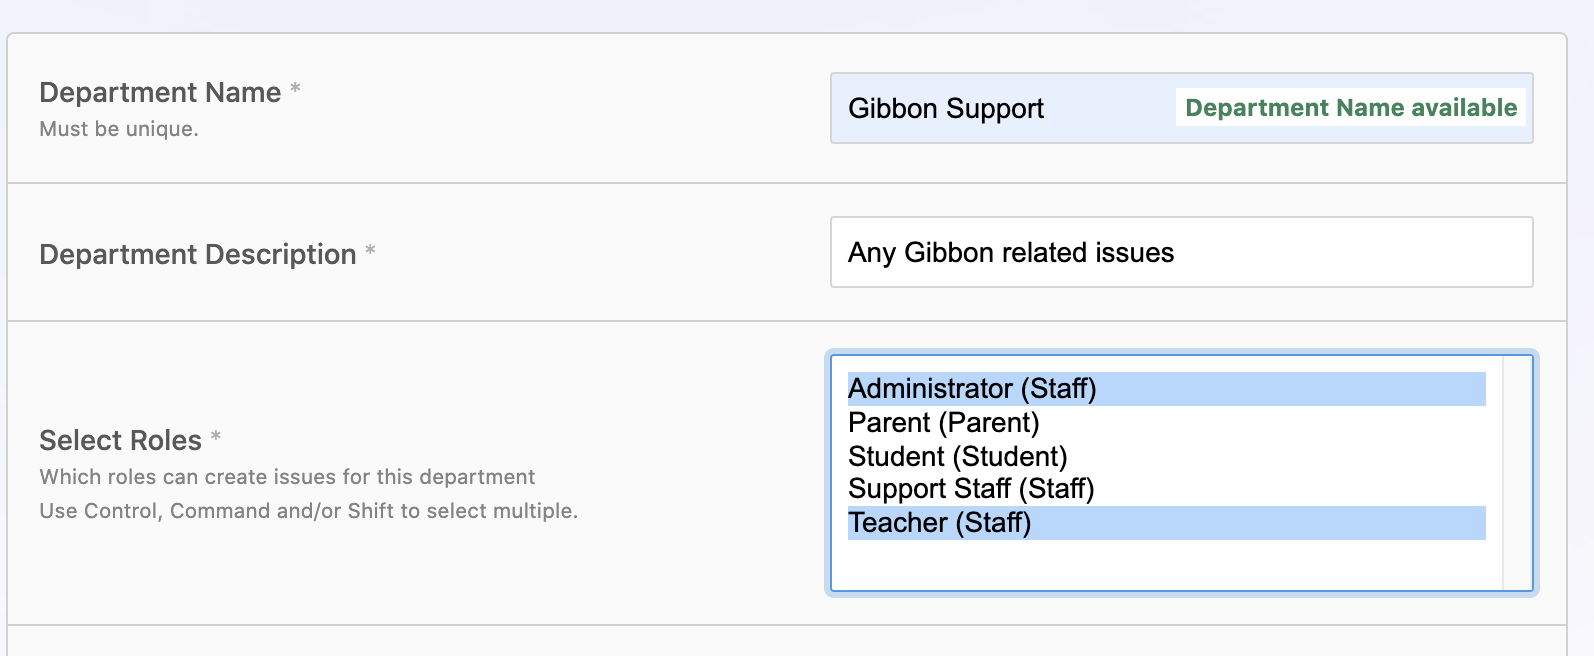 Department Name *
Must be unique.
Gibbon Support
Department Name available
Department Description *
Any Gibbon related issues
Select Roles *
Which roles can create issues for this department
Use Control, Command and/or Shift to select multiple.
Administrator (Staff)
Parent (Parent)
Student (Student)
Support Staff (Staff)
Teacher (Staff)